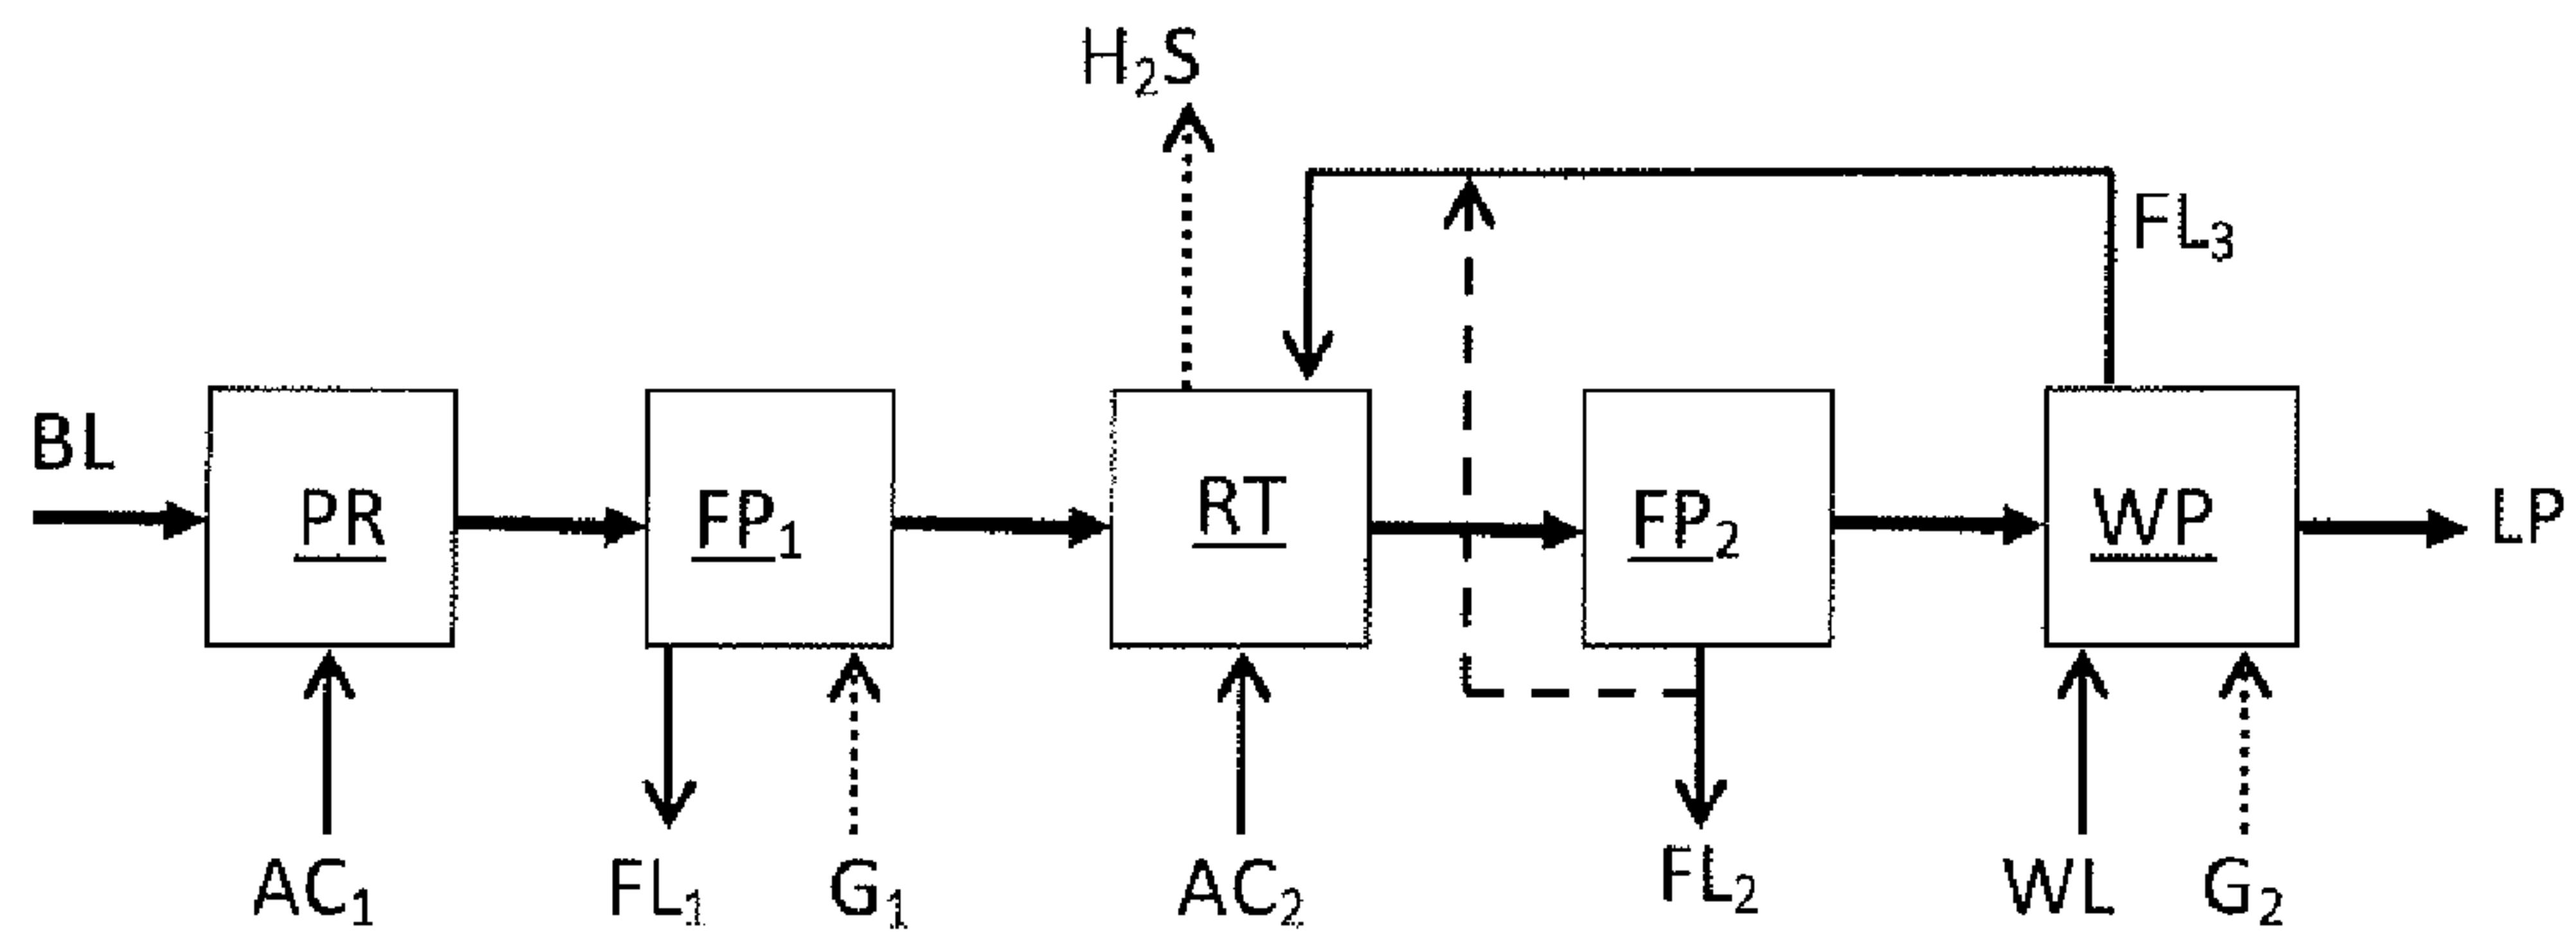 H₂S
FL₃
BL
PR
FP₁
RT
FP₂
WP
LP
AC₁
FL₁
G₁
AC₂
FL₂
WL
G₂